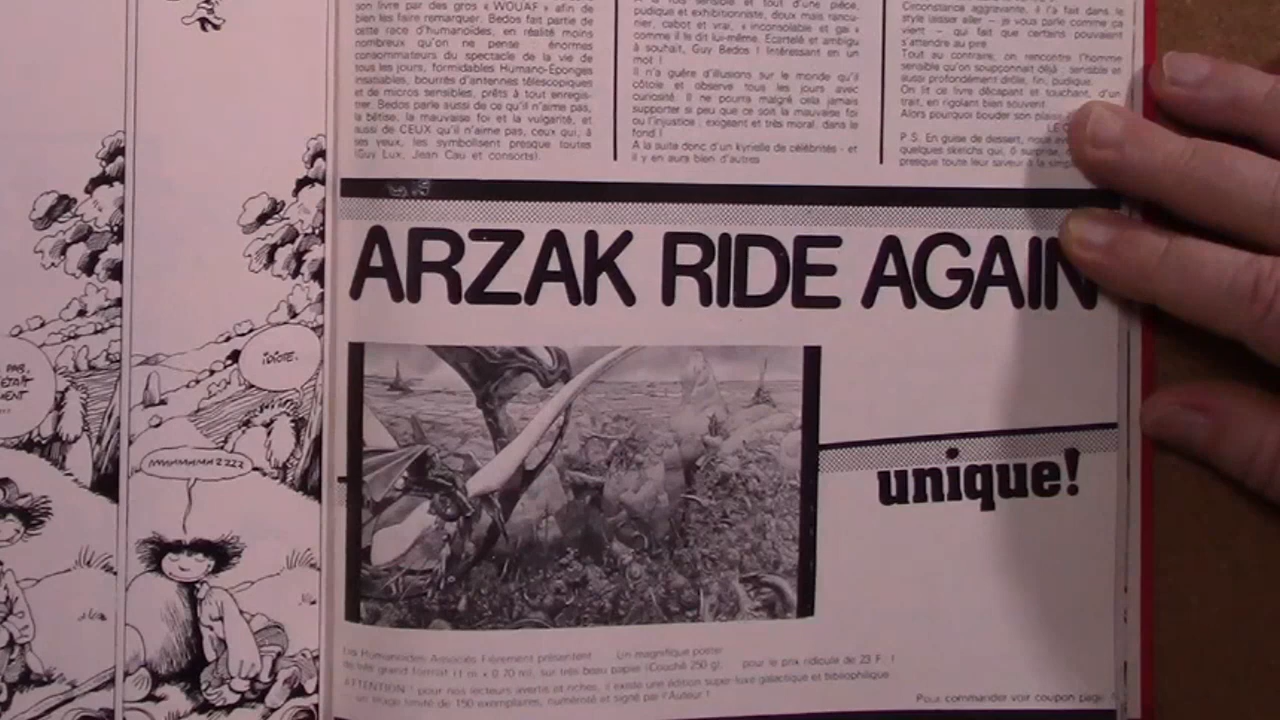 PAS,
ÉTAIT
MENT
...
IDIOTE.
son livre par des gros « WOUAF » afin de
bien les faire remarquer. Bedos fait partie de
cette race d'humanoïdes, en réalité moins
nombreux qu'on ne pense : énormes
consommateurs du spectacle de la vie de
tous les jours, formidables Humano-Eponges
insatiables, bourrés d'antennes télescopiques
et de micros sensibles, prêts à tout enregis-
trer. Bedos parle aussi de ce qu'il n'aime pas,
la bêtise, la mauvaise foi et la vulgarité, et
aussi de CEUX qu'il n'aime pas, ceux qui, à
ses yeux, les symbolisent presque toutes
(Guy Lux, Jean Cau et consorts).
A la fois sensible et tout d'une pièce,
pudique et exhibitionniste, doux mais rancu-
nier, cabot et vrai, « inconsolable et gai »
comme il le dit lui-même. Ecartelé et ambigu
à souhait, Guy Bedos ! Intéressant en un
mot !
Il n'a guère d'illusions sur le monde qu'il
côtoie et observe tous les jours avec
curiosité. Il ne pourra malgré cela jamais
supporter si peu que ce soit la mauvaise foi
ou l'injustice ; exigeant et très moral, dans le
fond !
A la suite donc d'un kyrielle de célébrités - et
il y en aura bien d'autres
Circonstance aggravante, il l'a fait dans le
style laisser aller — je vous parle comme ça
vient — qui fait que certains pouvaient
s'attendre au pire.
Tout au contraire, on rencontre l'homme
sensible qu'on soupçonnait déjà : sensible et
aussi profondément drôle, fin, pudique.
On lit ce livre décapant et touchant, d'un
trait, en rigolant bien souvent.
Alors pourquoi bouder son plaisir
P.S. En guise de dessert, nous
quelques sketchs qui, ô surprise,
presque toute leur saveur à la
ARZAK RIDE AGAIN
unique!
Les Humanoïdes Associés Fièrement présentent Un magnifique poster
de très grand format (1 m x 0.70 m), sur très beau papier (Couché 250 g). pour le prix ridicule de 23 F. !
ATTENTION ! pour nos lecteurs avertis et riches, il existe une édition super-luxe galactique et bibliophilique
un tirage limité de 150 exemplaires, numéroté et signé par l'Auteur !
Pour commander voir coupon page